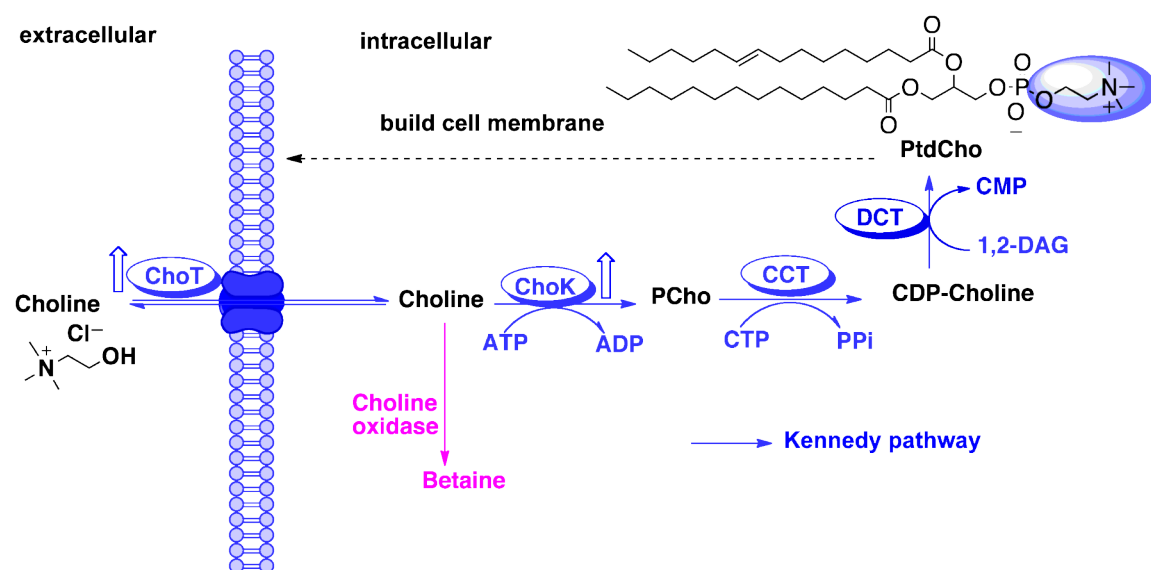 extracellular
intracellular
O
O
O
O
O
O
O
P
O
N
+
−
build cell membrane
PtdCho
CMP
DCT
1,2-DAG
ChoT
ChoK
CCT
Choline
Choline
PCho
CDP-Choline
Cl−
ATP
ADP
CTP
PPi
N
+
OH
Choline
oxidase
Betaine
Kennedy pathway